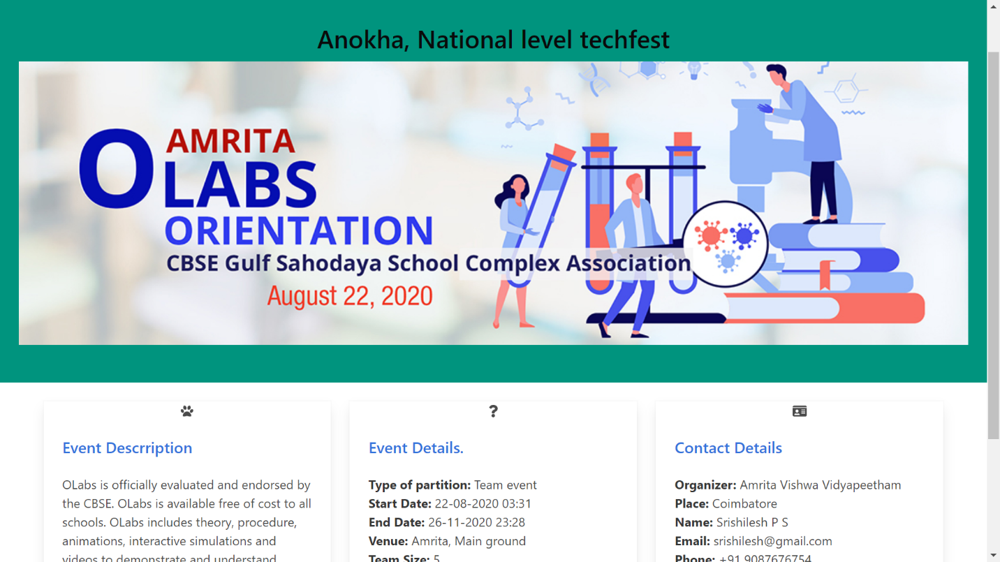 Anokha, National level techfest
AMRITA
OLABS
ORIENTATION
CBSE Gulf Sahodaya School Complex Association
August 22, 2020
Event Descrription
OLabs is officially evaluated and endorsed by
the CBSE. OLabs is available free of cost to all
schools. OLabs includes theory, procedure,
animations, interactive simulations and
videos to demonstrate and understand
Event Details.
Type of partition: Team event
Start Date: 22-08-2020 03:31
End Date: 26-11-2020 23:28
Venue: Amrita, Main ground
Team Size: 5
Contact Details
Organizer: Amrita Vishwa Vidyapeetham
Place: Coimbatore
Name: Srishilesh P S
Email: srishilesh@gmail.com
Phone: +91 9087676754